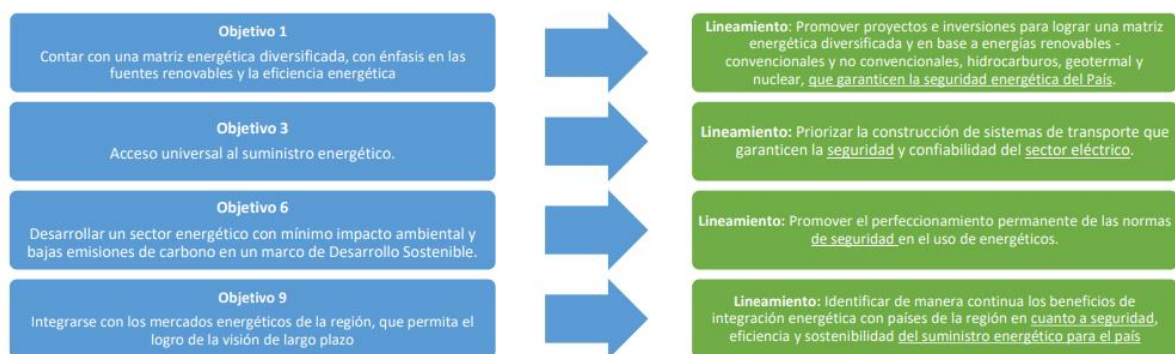 Objetivo 1
Contar con una matriz energética diversificada, con énfasis en las
fuentes renovables y la eficiencia energética
Lineamiento: Promover proyectos e inversiones para lograr una matriz
energética diversificada y en base a energías renovables -
convencionales y no convencionales, hidrocarburos, geotermal y
nuclear, que garanticen la seguridad energética del País.
Objetivo 3
Acceso universal al suministro energético.
Lineamiento: Priorizar la construcción de sistemas de transporte que
garanticen la seguridad y confiabilidad del sector eléctrico.
Objetivo 6
Desarrollar un sector energético con mínimo impacto ambiental y
bajas emisiones de carbono en un marco de Desarrollo Sostenible.
Lineamiento: Promover el perfeccionamiento permanente de las normas
de seguridad en el uso de energéticos.
Objetivo 9
Integrarse con los mercados energéticos de la región, que permita el
logro de la visión de largo plazo
Lineamiento: Identificar de manera continua los beneficios de
integración energética con países de la región en cuanto a seguridad,
eficiencia y sostenibilidad del suministro energético para el país